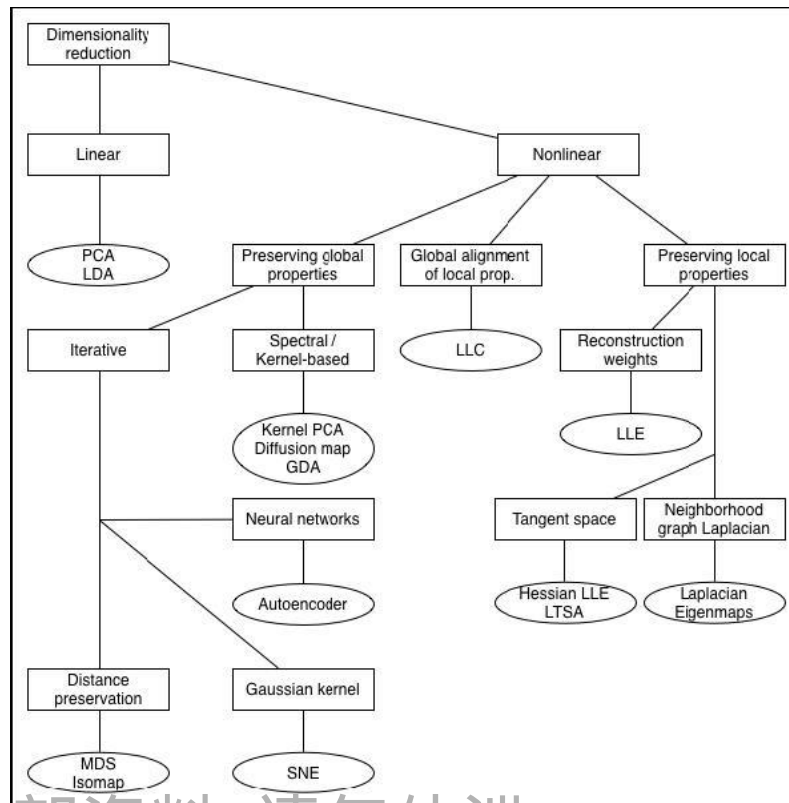 Dimensionality
reduction
Linear
Nonlinear
PCA
LDA
Preserving global
properties
Global alignment
of local prop.
Preserving local
properties
Iterative
Spectral /
Kernel-based
LLC
Reconstruction
weights
Kernel PCA
Diffusion map
GDA
LLE
Neural networks
Tangent space
Neighborhood
graph Laplacian
Autoencoder
Hessian LLE
LTSA
Laplacian
Eigenmaps
Distance
preservation
Gaussian kernel
MDS
Isomap
SNE